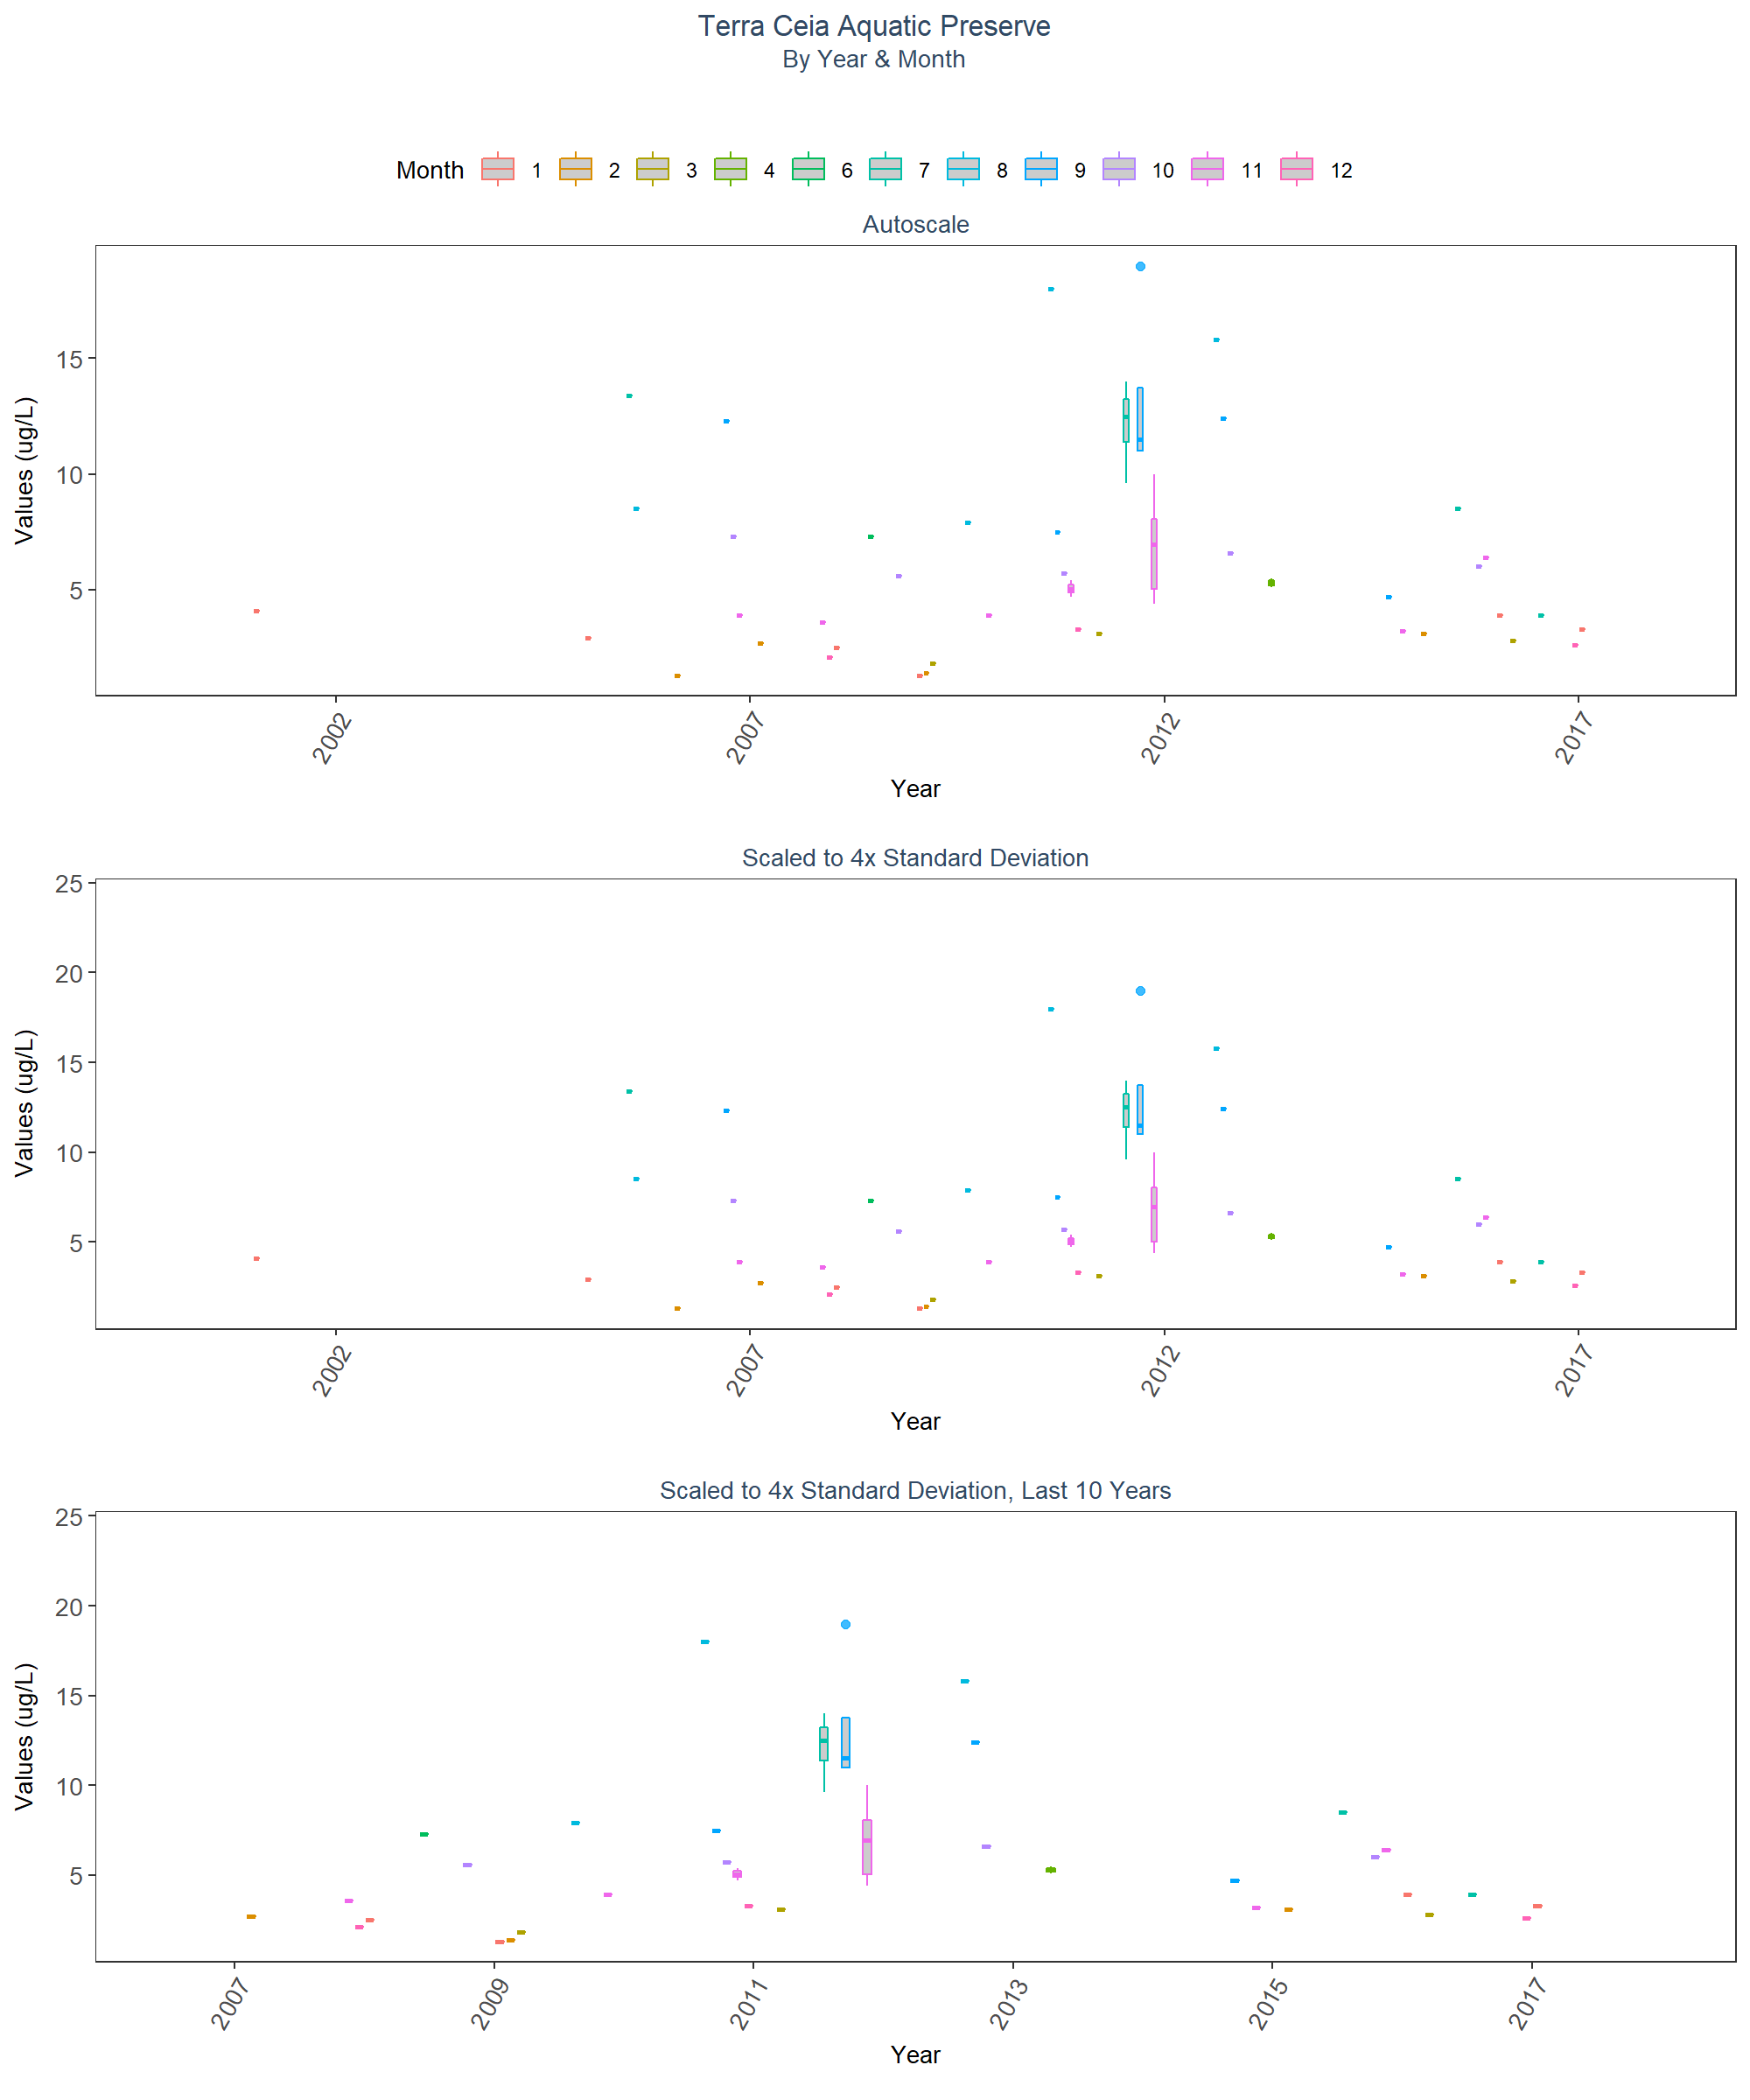 Terra Ceia Aquatic Preserve
By Year & Month
Month 1 2 3 4 6 7 8 9 10 11 12
Autoscale
Values (ug/L)
15
10
5
2002 2007 2012 2017
Year
Scaled to 4x Standard Deviation
Values (ug/L)
25
20
15
10
5
2002 2007 2012 2017
Year
Scaled to 4x Standard Deviation, Last 10 Years
Values (ug/L)
25
20
15
10
5
2007 2009 2011 2013 2015 2017
Year